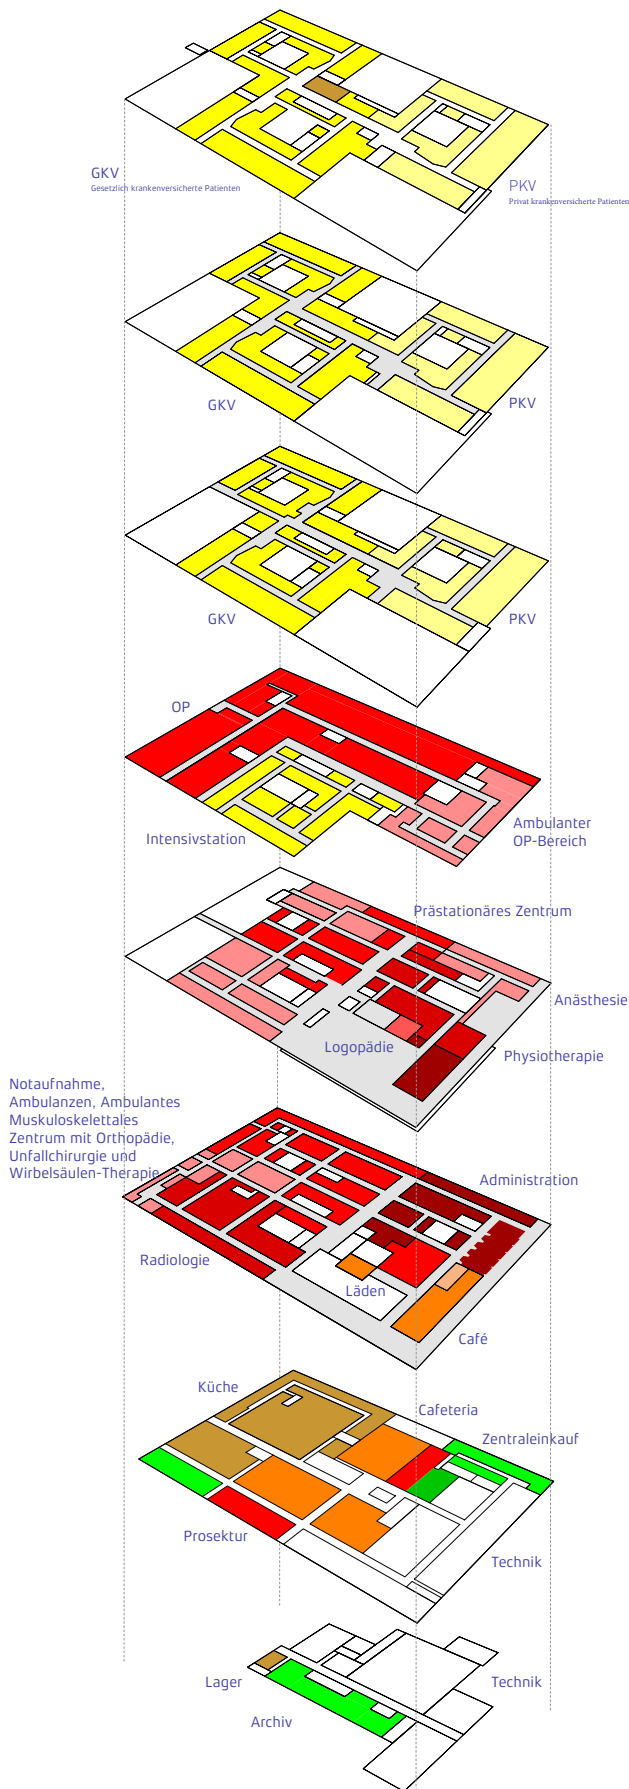 GKV
Gesetzlich krankenversicherte Patienten
PKV
Privat krankenversicherte Patienten
GKV
PKV
GKV
PKV
OP
Intensivstation
Ambulanter
OP-Bereich
Prästationäres Zentrum
Anästhesie
Logopädie
Physiotherapie
Notaufnahme,
Ambulanzen, Ambulantes
Muskuloskelettales
Zentrum mit Orthopädie,
Unfallchirurgie und
Wirbelsäulen-Therapie
Administration
Radiologie
Läden
Café
Küche
Cafeteria
Zentraleinkauf
Prosektur
Technik
Lager
Technik
Archiv